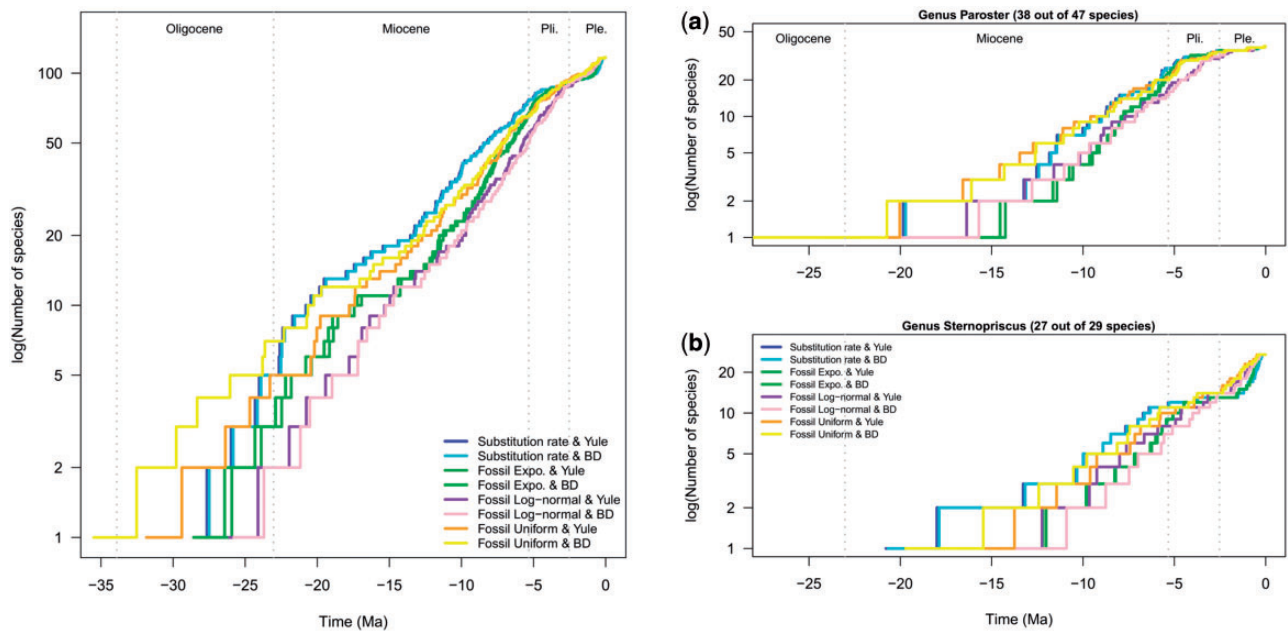 Oligocene Miocene Pli. Ple.
100
50
20
10
5
2
1
log(Number of species)
Substitution rate & Yule
Substitution rate & BD
Fossil Expo. & Yule
Fossil Expo. & BD
Fossil Log−normal & Yule
Fossil Log−normal & BD
Fossil Uniform & Yule
Fossil Uniform & BD
−35 −30 −25 −20 −15 −10 −5 0
Time (Ma)
(a) Genus Paroster (38 out of 47 species)
Oligocene Miocene Pli. Ple.
50
20
10
5
2
1
log(Number of species)
−25 −20 −15 −10 −5 0
(b) Genus Sternopriscus (27 out of 29 species)
Substitution rate & Yule
Substitution rate & BD
Fossil Expo. & Yule
Fossil Expo. & BD
Fossil Log−normal & Yule
Fossil Log−normal & BD
Fossil Uniform & Yule
Fossil Uniform & BD
20
10
5
2
1
log(Number of species)
−25 −20 −15 −10 −5 0
Time (Ma)